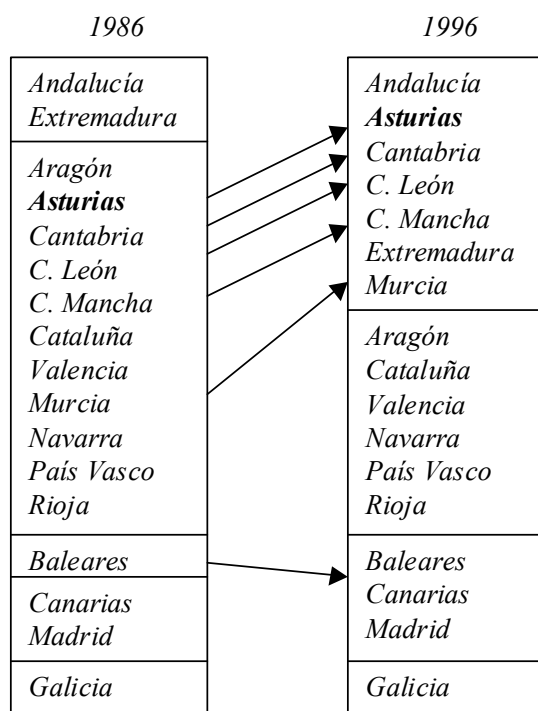 1986
Andalucía
Extremadura
Aragón
Asturias
Cantabria
C. León
C. Mancha
Cataluña
Valencia
Murcia
Navarra
País Vasco
Rioja
Baleares
Canarias
Madrid
Galicia
1996
Andalucía
Asturias
Cantabria
C. León
C. Mancha
Extremadura
Murcia
Aragón
Cataluña
Valencia
Navarra
País Vasco
Rioja
Baleares
Canarias
Madrid
Galicia